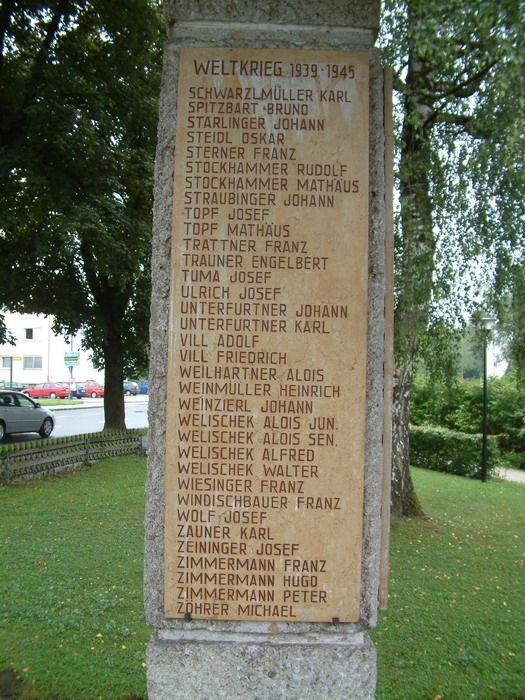 WELTKRIEG 1939-1945
SCHWARZLMÜLLER KARL
SPITZBART BRUNO
STARLINGER JOHANN
STEIDL OSKAR
STERNER FRANZ
STOCKHAMMER RUDOLF
STOCKHAMMER MATHÄUS
STRAUBINGER JOHANN
TOPF JOSEF
TOPF MATHÄUS
TRATTNER FRANZ
TRAUNER ENGELBERT
TUMA JOSEF
ULRICH JOSEF
UNTERFURTNER JOHANN
UNTERFURTNER KARL
VILL ADOLF
VILL FRIEDRICH
WEILHARTNER ALOIS
WEINMÜLLER HEINRICH
WEINZIERL JOHANN
WELISCHEK ALOIS JUN.
WELISCHEK ALOIS SEN.
WELISCHEK ALFRED
WELISCHEK WALTER
WIESINGER FRANZ
WINDISCHBAUER FRANZ
WOLF JOSEF
ZAUNER KARL
ZEININGER JOSEF
ZIMMERMANN FRANZ
ZIMMERMANN HUGO
ZIMMERMANN PETER
ZÖHRER MICHAEL